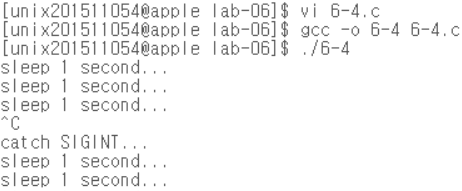 [unix201511054@apple lab-06]$ vi 6-4.c
[unix201511054@apple lab-06]$ gcc -o 6-4 6-4.c
[unix201511054@apple lab-06]$ ./6-4
sleep 1 second...
sleep 1 second...
sleep 1 second...
^C
catch SIGINT...
sleep 1 second...
sleep 1 second...